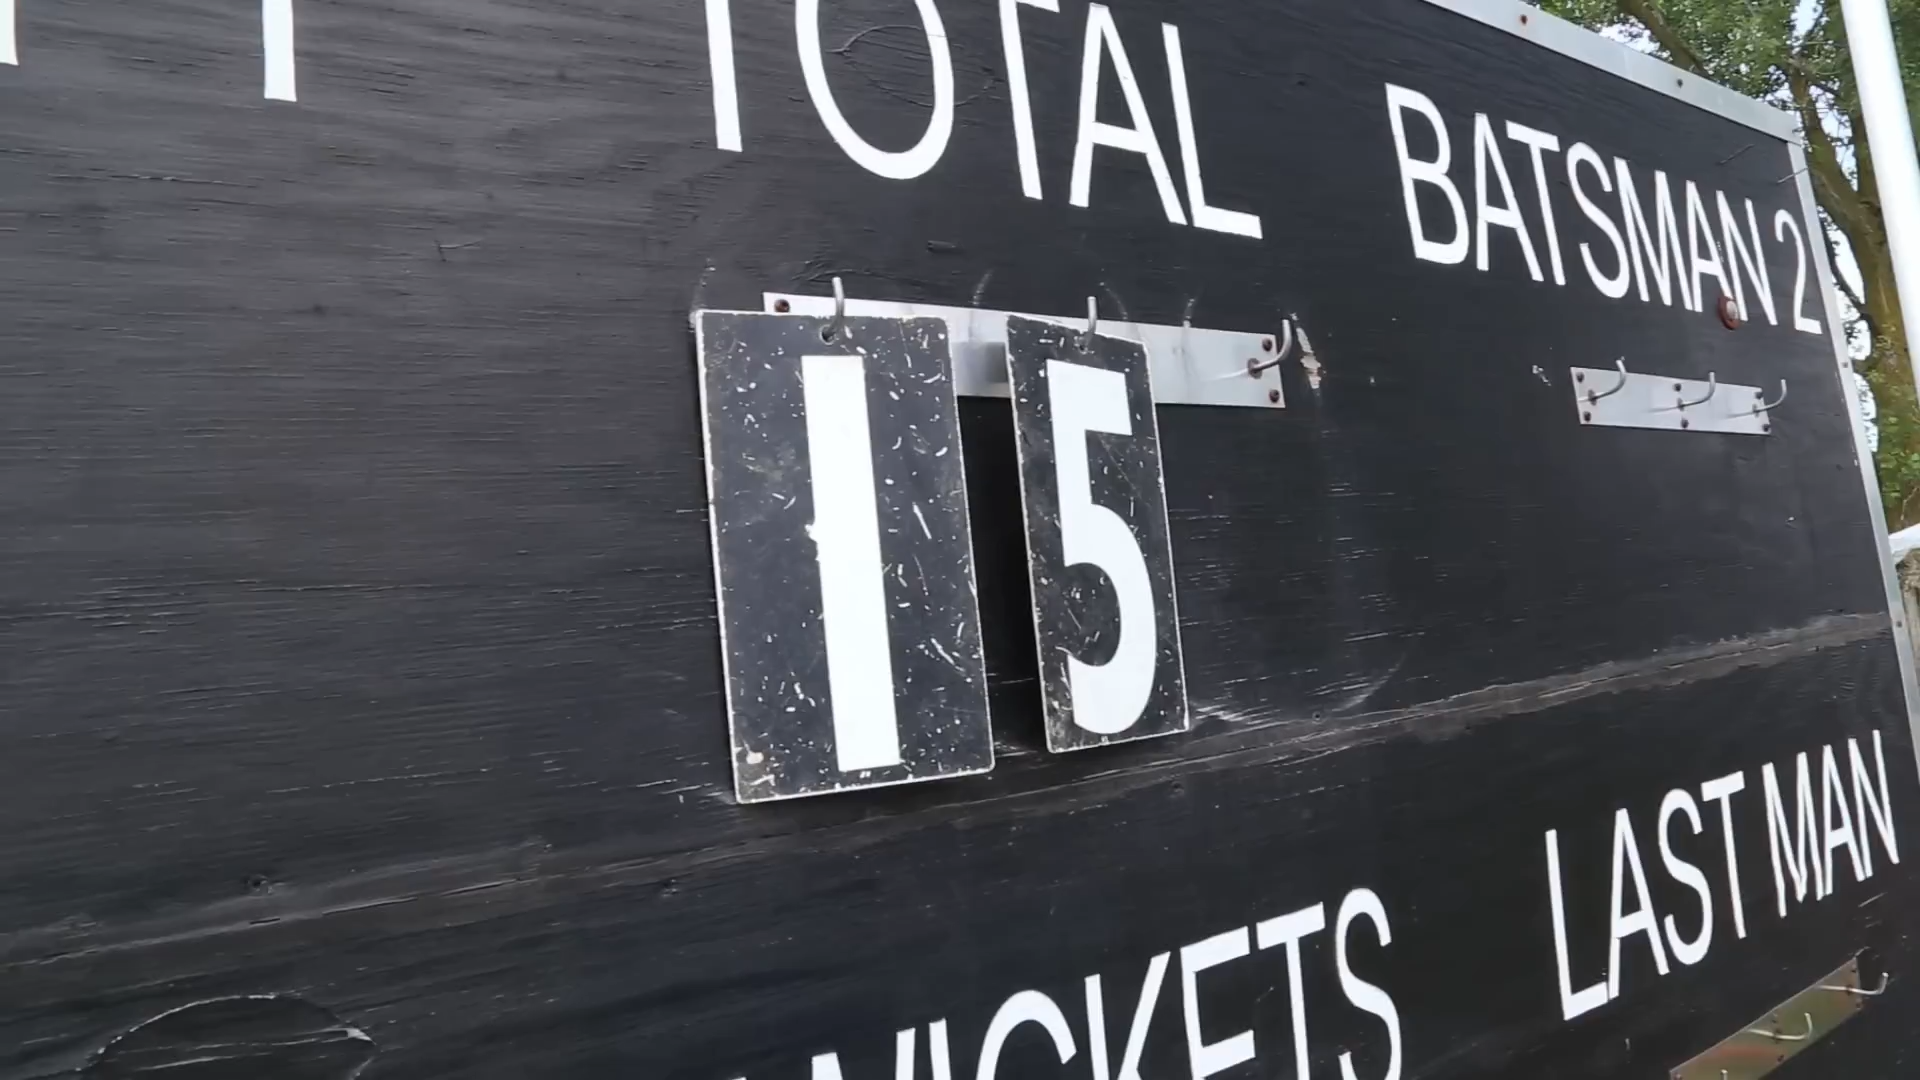 TOTAL
BATSMAN 2
15
LAST MAN
WICKETS